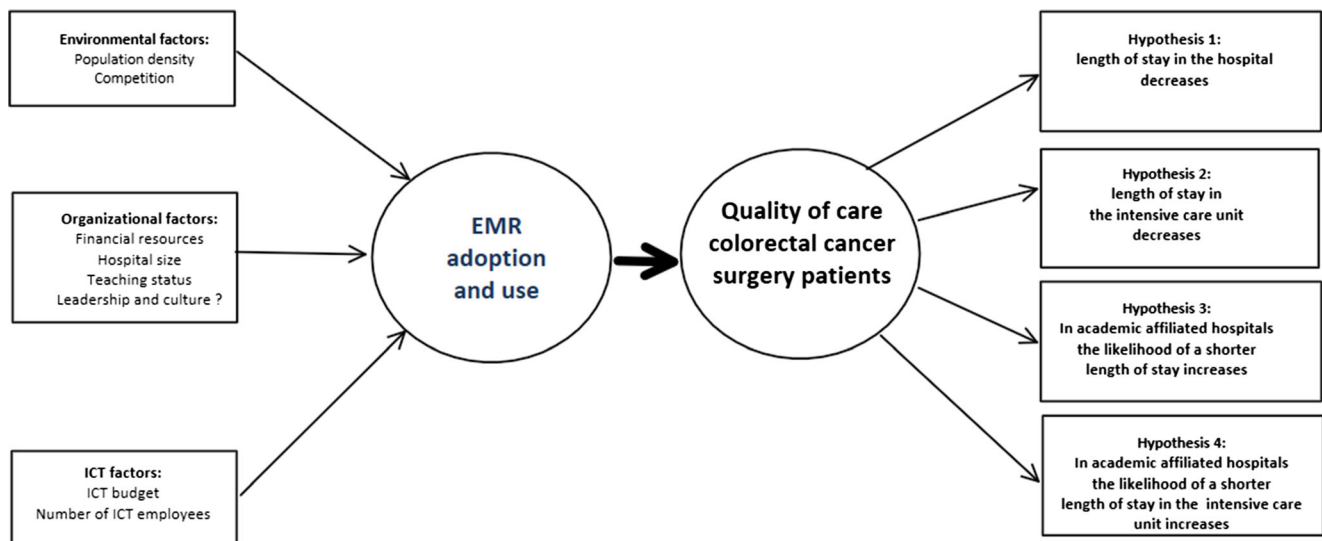 Environmental factors:
Population density
Competition
Organizational factors:
Financial resources
Hospital size
Teaching status
Leadership and culture ?
ICT factors:
ICT budget
Number of ICT employees
EMR
adoption
and use
Quality of care
colorectal cancer
surgery patients
Hypothesis 1:
length of stay in the hospital
decreases
Hypothesis 2:
length of stay in
the intensive care unit
decreases
Hypothesis 3:
In academic affiliated hospitals
the likelihood of a shorter
length of stay increases
Hypothesis 4:
In academic affiliated hospitals
the likelihood of a shorter
length of stay in the intensive care
unit increases